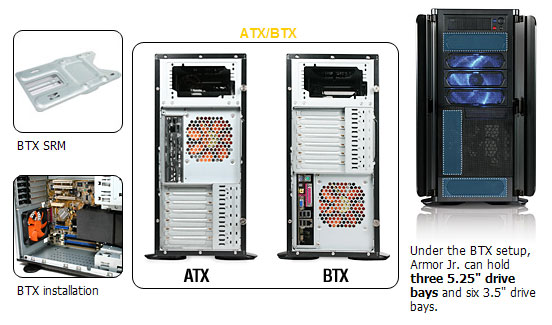 ATX/BTX
BTX SRM
BTX installation
ATX
BTX
Under the BTX setup,
Armor Jr. can hold
three 5.25" drive
bays and six 3.5" drive
bays.